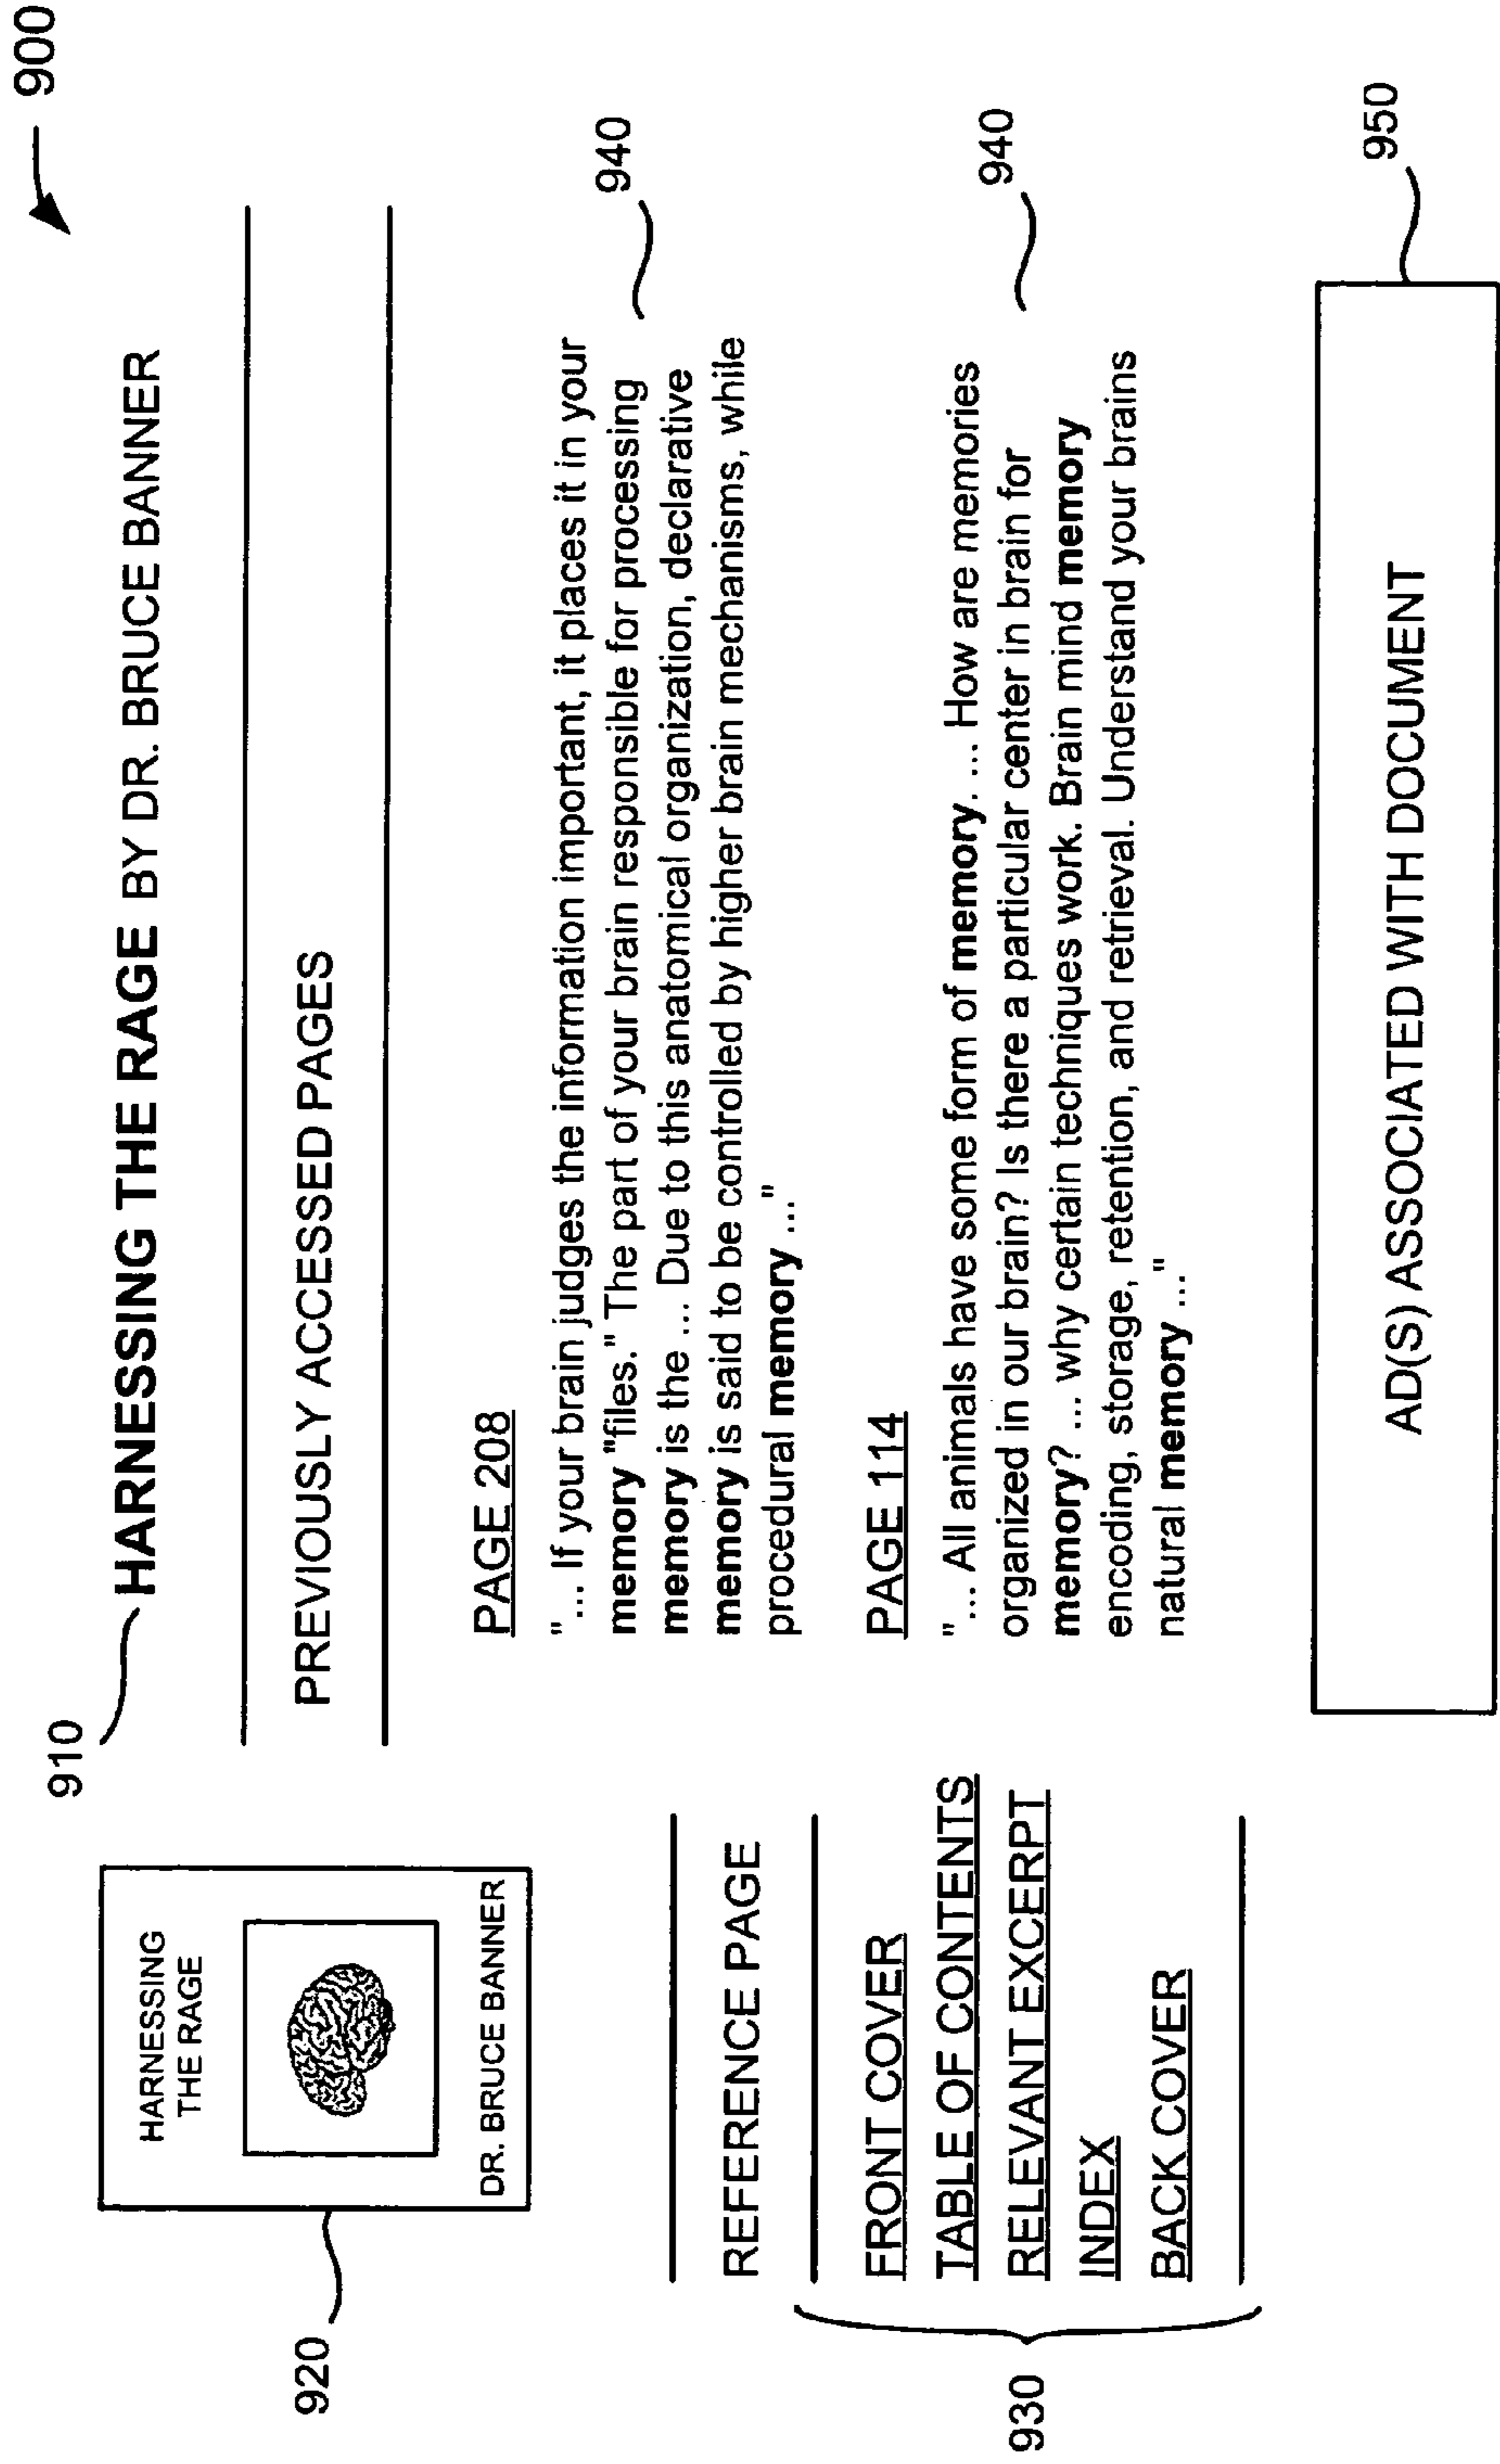 900
910
HARNESSING THE RAGE BY DR. BRUCE BANNER
PREVIOUSLY ACCESSED PAGES
920
HARNESSING
THE RAGE
DR. BRUCE BANNER
REFERENCE PAGE
930
FRONT COVER
TABLE OF CONTENTS
RELEVANT EXCERPT
INDEX
BACK COVER
PAGE 208
"... If your brain judges the information important, it places it in your
memory "files." The part of your brain responsible for processing
memory is the ... Due to this anatomical organization, declarative
memory is said to be controlled by higher brain mechanisms, while
procedural memory ..."
940
PAGE 114
"... All animals have some form of memory. ... How are memories
organized in our brain? Is there a particular center in brain for
memory? ... why certain techniques work. Brain mind memory
encoding, storage, retention, and retrieval. Understand your brains
natural memory ..."
940
AD(S) ASSOCIATED WITH DOCUMENT
950